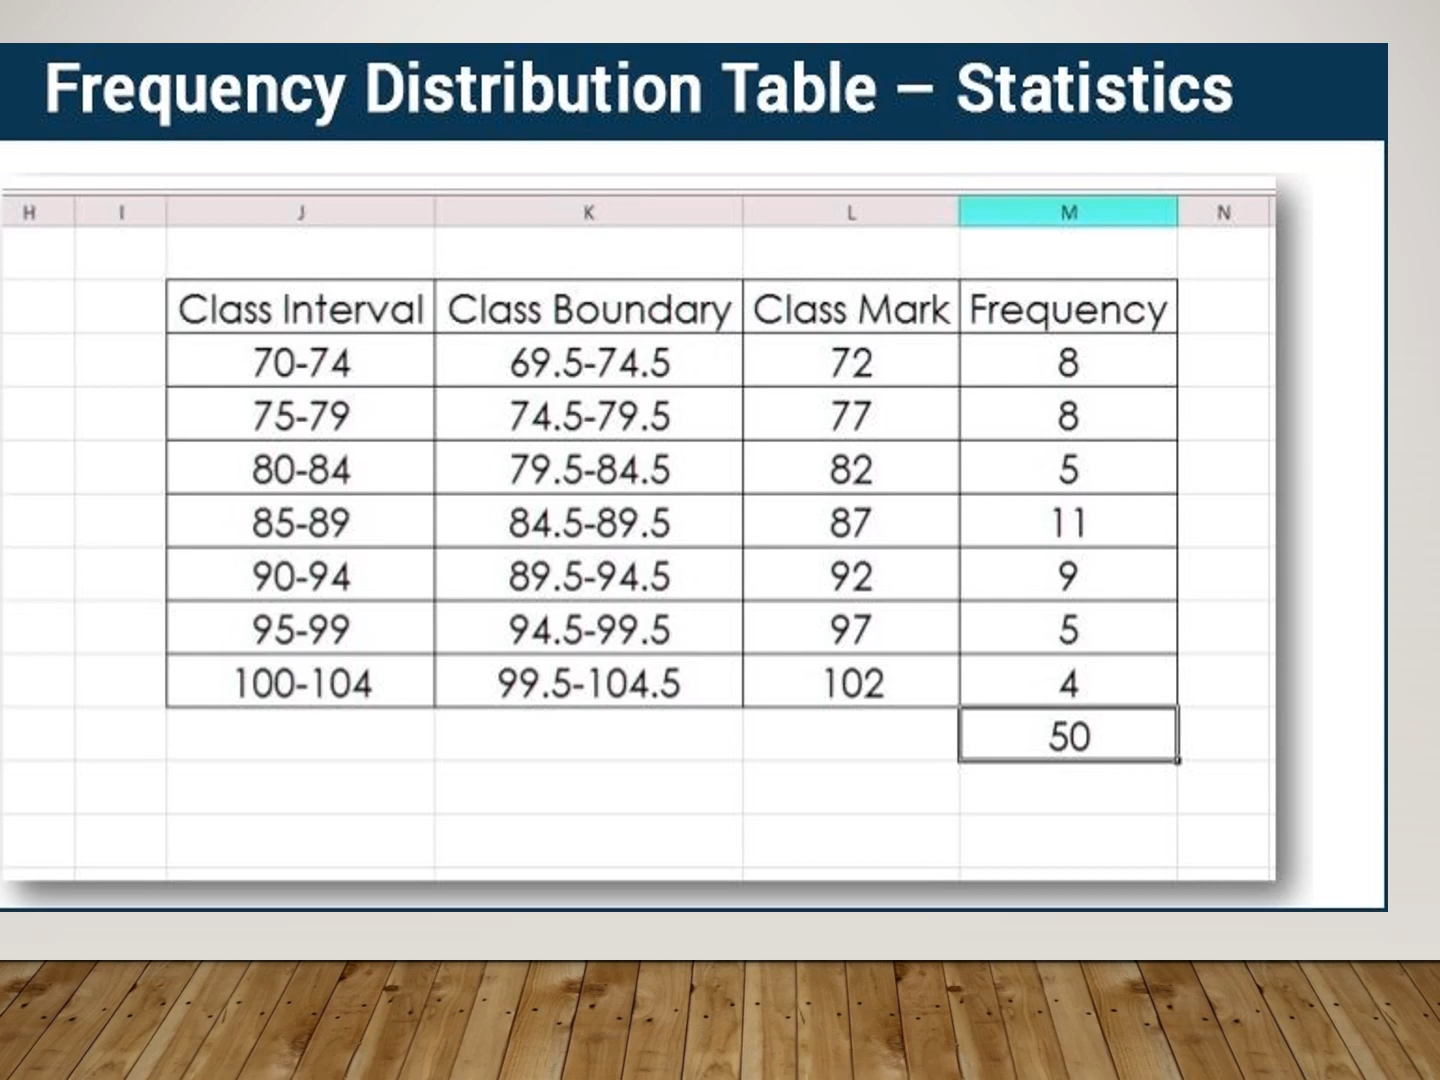 Frequency Distribution Table – Statistics
H I J K L M N
Class Interval Class Boundary Class Mark Frequency
70-74 69.5-74.5 72 8
75-79 74.5-79.5 77 8
80-84 79.5-84.5 82 5
85-89 84.5-89.5 87 11
90-94 89.5-94.5 92 9
95-99 94.5-99.5 97 5
100-104 99.5-104.5 102 4
50